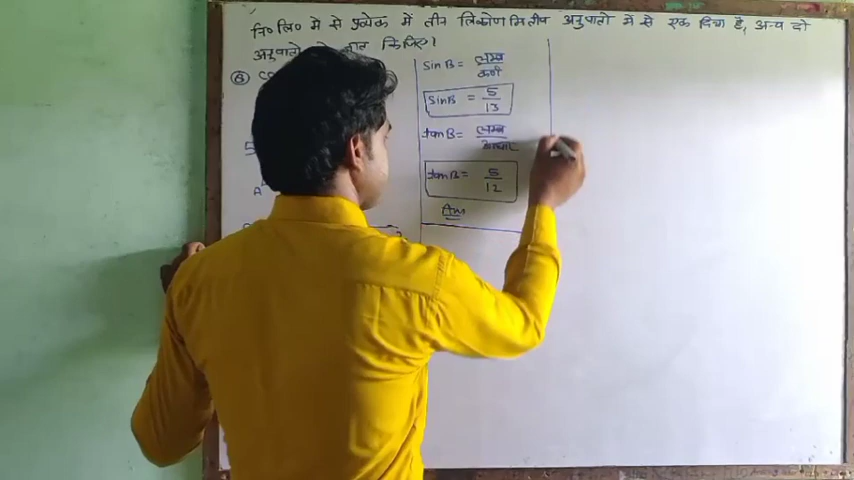 नि० लि० मे से प्रत्येक में तीन त्रिकोणमितीय अनुपातो में से एक दिया है, अन्य दो
अनुपातो ज्ञात किजिए।
sin B = लम्ब / कर्ण
sin B = 5/13
tan B = लम्ब / आधार
tan B = 5/12
Ans